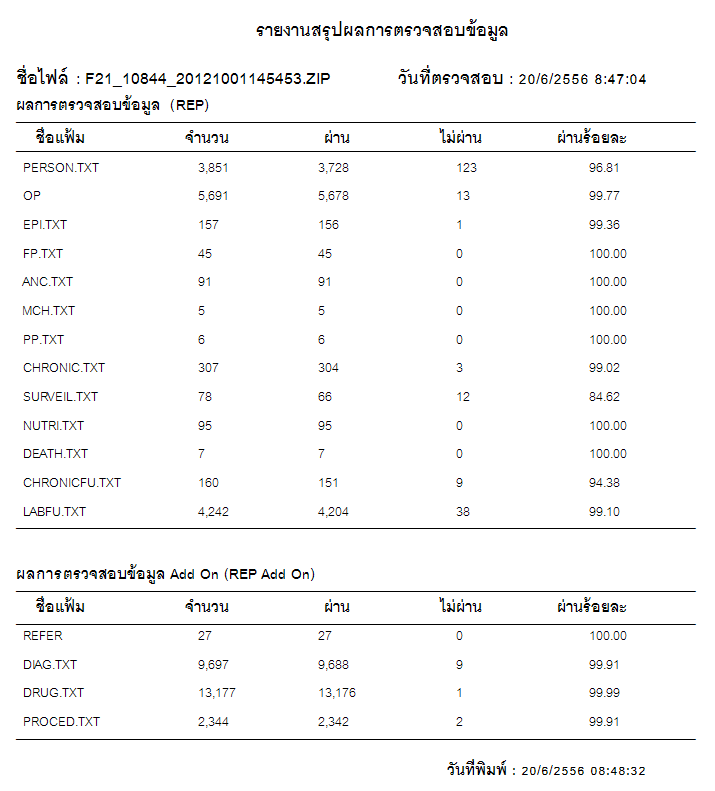 รายงานสรุปผลการตรวจสอบข้อมูล
ชื่อไฟล์ : F21_10844_20121001145453.ZIP วันที่ตรวจสอบ : 20/6/2556 8:47:04
ผลการตรวจสอบข้อมูล (REP)
ชื่อแฟ้ม จำนวน ผ่าน ไม่ผ่าน ผ่านร้อยละ
PERSON.TXT 3,851 3,728 123 96.81
OP 5,691 5,678 13 99.77
EPI.TXT 157 156 1 99.36
FP.TXT 45 45 0 100.00
ANC.TXT 91 91 0 100.00
MCH.TXT 5 5 0 100.00
PP.TXT 6 6 0 100.00
CHRONIC.TXT 307 304 3 99.02
SURVEIL.TXT 78 66 12 84.62
NUTRI.TXT 95 95 0 100.00
DEATH.TXT 7 7 0 100.00
CHRONICFU.TXT 160 151 9 94.38
LABFU.TXT 4,242 4,204 38 99.10
ผลการตรวจสอบข้อมูล Add On (REP Add On)
ชื่อแฟ้ม จำนวน ผ่าน ไม่ผ่าน ผ่านร้อยละ
REFER 27 27 0 100.00
DIAG.TXT 9,697 9,688 9 99.91
DRUG.TXT 13,177 13,176 1 99.99
PROCED.TXT 2,344 2,342 2 99.91
วันที่พิมพ์ : 20/6/2556 08:48:32